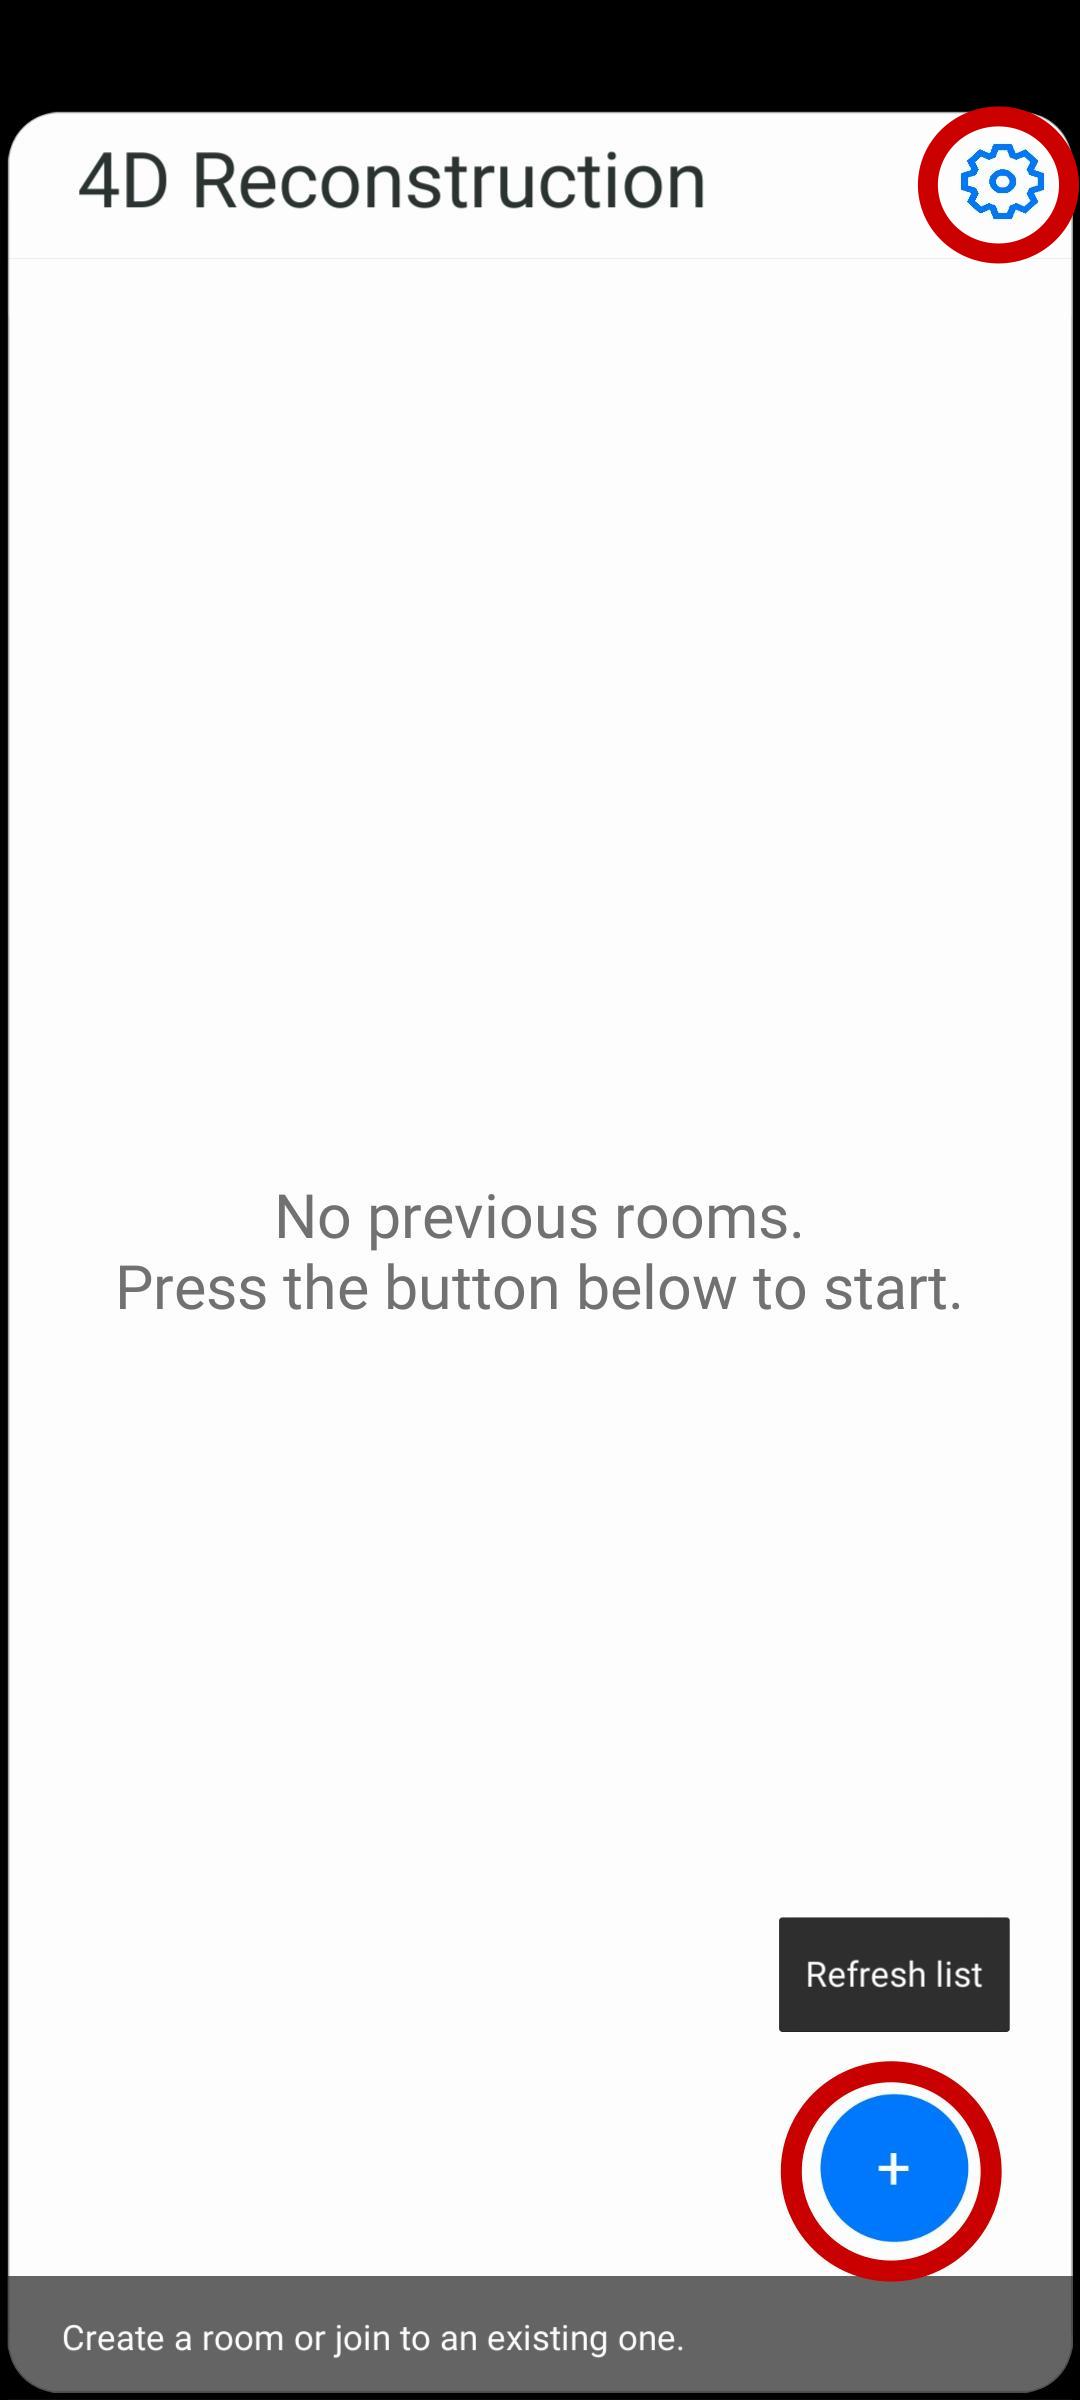 4D Reconstruction
No previous rooms.
Press the button below to start.
Refresh list
+
Create a room or join to an existing one.